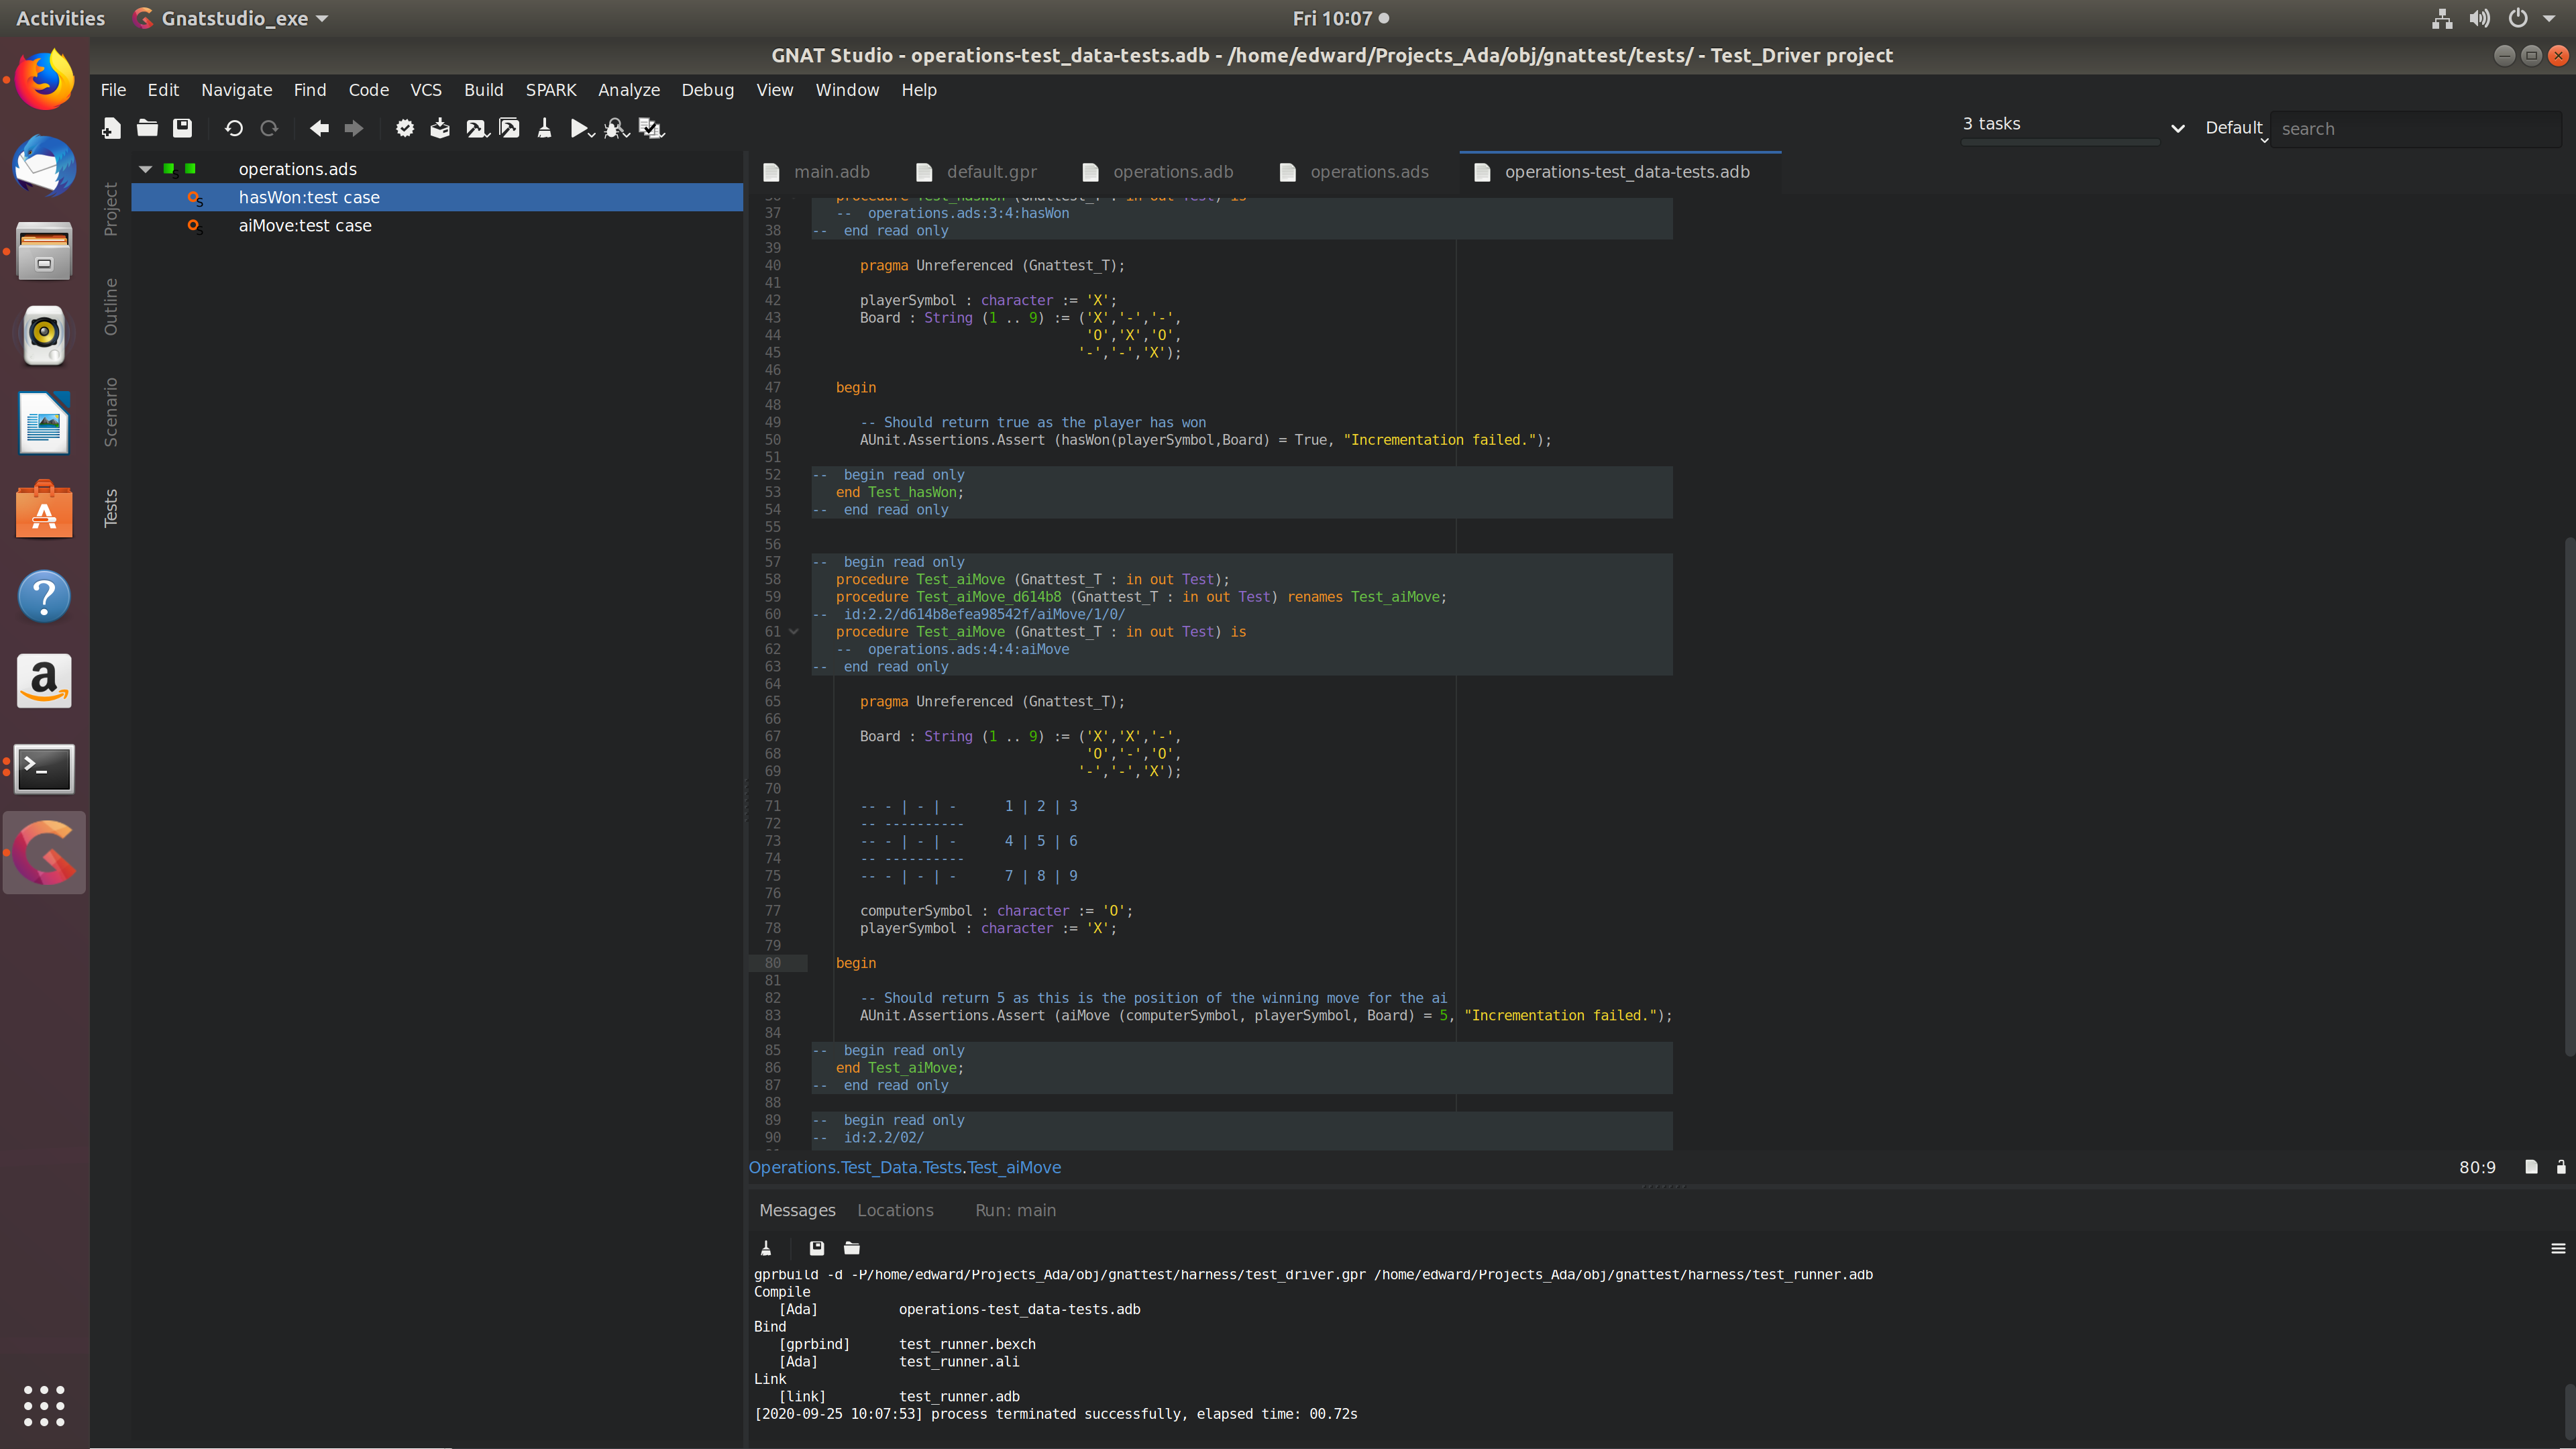 Activities Gnatstudio_exe Fri 10:07
GNAT Studio - operations-test_data-tests.adb - /home/edward/Projects_Ada/obj/gnattest/tests/ - Test_Driver project
File Edit Navigate Find Code VCS Build SPARK Analyze Debug View Window Help
3 tasks Default search
Project
Outline
Scenario
Tests
operations.ads
hasWon:test case
aiMove:test case
main.adb default.gpr operations.adb operations.ads operations-test_data-tests.adb
36 procedure Test_hasWon (Gnattest_T : in out Test) is
37 -- operations.ads:3:4:hasWon
38 -- end read only
39
40 pragma Unreferenced (Gnattest_T);
41
42 playerSymbol : character := 'X';
43 Board : String (1 .. 9) := ('X','-','-',
44 'O','X','O',
45 '-','-','X');
46
47 begin
48
49 -- Should return true as the player has won
50 AUnit.Assertions.Assert (hasWon(playerSymbol,Board) = True, "Incrementation failed.");
51
52 -- begin read only
53 end Test_hasWon;
54 -- end read only
55
56
57 -- begin read only
58 procedure Test_aiMove (Gnattest_T : in out Test);
59 procedure Test_aiMove_d614b8 (Gnattest_T : in out Test) renames Test_aiMove;
60 -- id:2.2/d614b8efea98542f/aiMove/1/0/
61 procedure Test_aiMove (Gnattest_T : in out Test) is
62 -- operations.ads:4:4:aiMove
63 -- end read only
64
65 pragma Unreferenced (Gnattest_T);
66
67 Board : String (1 .. 9) := ('X','X','-',
68 'O','-','O',
69 '-','-','X');
70
71 -- - | - | - 1 | 2 | 3
72 -- ----------
73 -- - | - | - 4 | 5 | 6
74 -- ----------
75 -- - | - | - 7 | 8 | 9
76
77 computerSymbol : character := 'O';
78 playerSymbol : character := 'X';
79
80 begin
81
82 -- Should return 5 as this is the position of the winning move for the ai
83 AUnit.Assertions.Assert (aiMove (computerSymbol, playerSymbol, Board) = 5, "Incrementation failed.");
84
85 -- begin read only
86 end Test_aiMove;
87 -- end read only
88
89 -- begin read only
90 -- id:2.2/02/
Operations.Test_Data.Tests.Test_aiMove 80:9
Messages Locations Run: main
gprbuild -d -P/home/edward/Projects_Ada/obj/gnattest/harness/test_driver.gpr /home/edward/Projects_Ada/obj/gnattest/harness/test_runner.adb
Compile
[Ada] operations-test_data-tests.adb
Bind
[gprbind] test_runner.bexch
[Ada] test_runner.ali
Link
[link] test_runner.adb
[2020-09-25 10:07:53] process terminated successfully, elapsed time: 00.72s